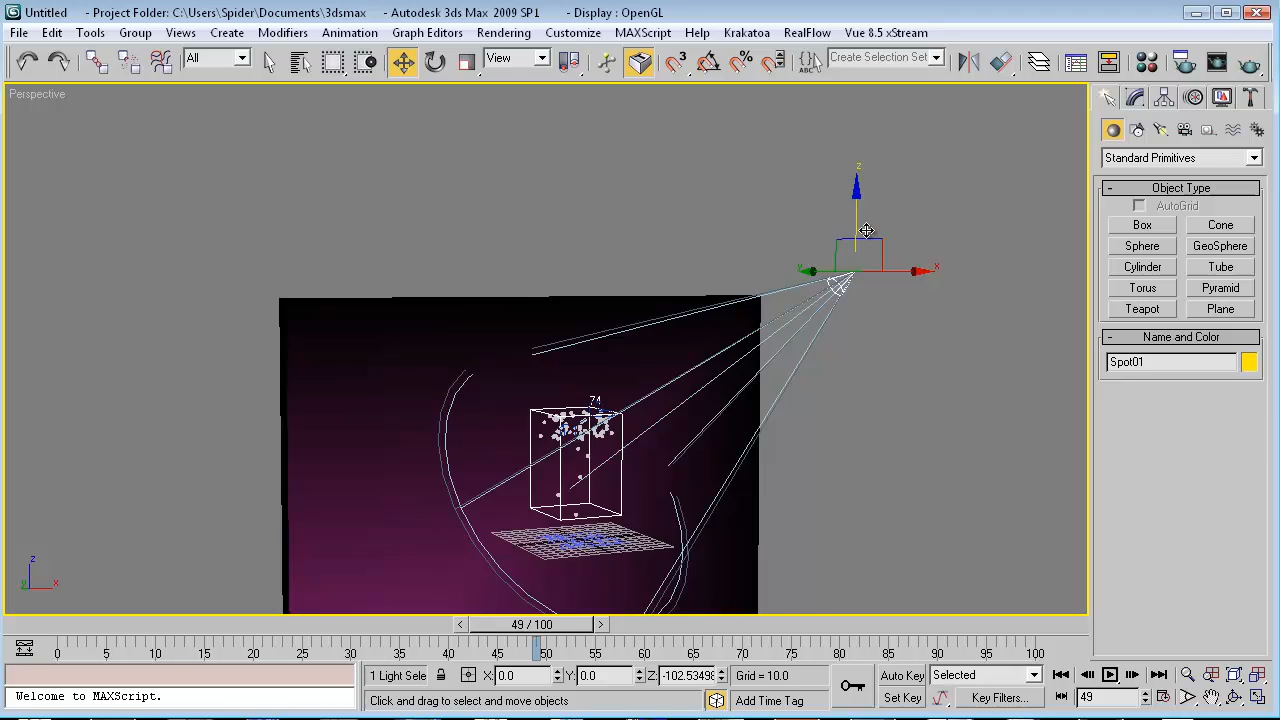 Untitled - Project Folder: C:\Users\Spider\Documents\3dsmax - Autodesk 3ds Max 2009 SP1 - Display : OpenGL
File Edit Tools Group Views Create Modifiers Animation Graph Editors Rendering Customize MAXScript Help Krakatoa RealFlow Vue 8.5 xStream
All View 3 % ABC Create Selection Set
Perspective
z
y x
74
z
y x
Standard Primitives
- Object Type
AutoGrid
Box Cone
Sphere GeoSphere
Cylinder Tube
Torus Pyramid
Teapot Plane
- Name and Color
Spot01
< 49 / 100 >
0 5 10 15 20 25 30 35 40 45 50 55 60 65 70 75 80 85 90 95 100
1 Light Sele X: 0.0 Y: 0.0 Z: -102.53498 Grid = 10.0 Auto Key Selected
Welcome to MAXScript. Click and drag to select and move objects Add Time Tag Set Key Key Filters... 49